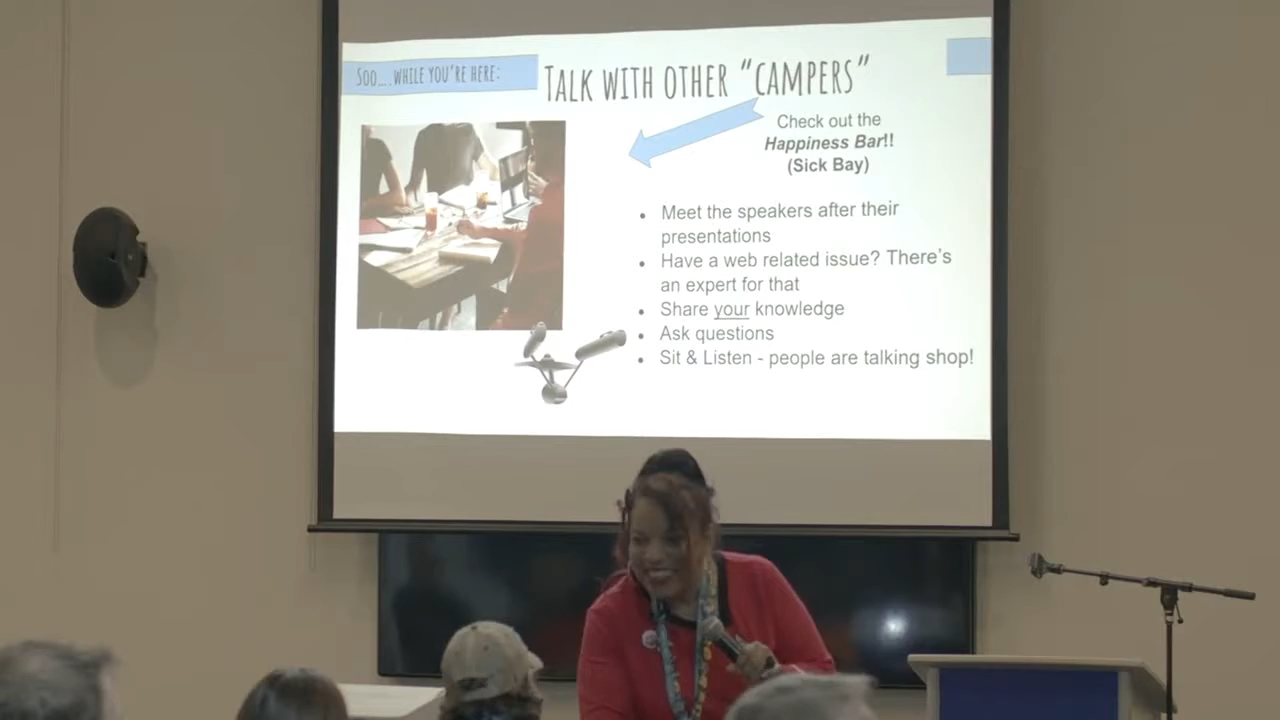 Soo....while you're here:
Talk with other "campers"
Check out the
Happiness Bar!!
(Sick Bay)
• Meet the speakers after their
presentations
• Have a web related issue? There's
an expert for that
• Share your knowledge
• Ask questions
• Sit & Listen - people are talking shop!